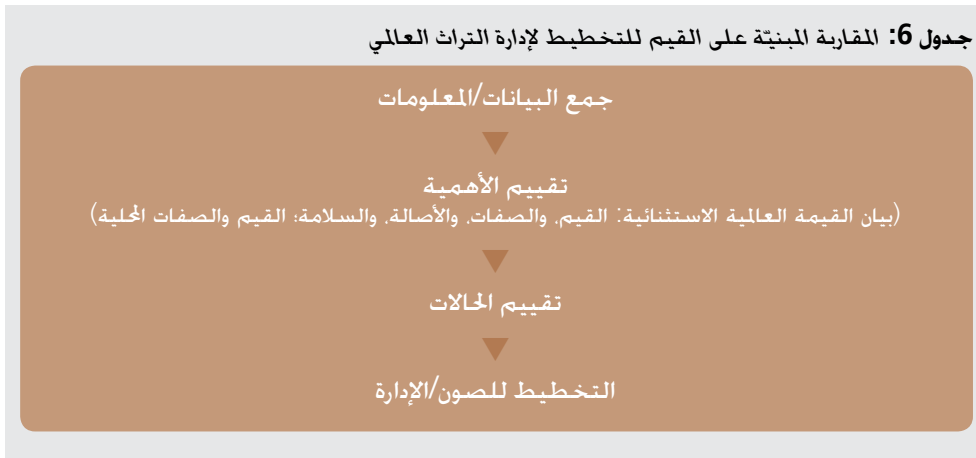 جدول 6: المقاربة المبنيّة على القيم للتخطيط لإدارة التراث العالمي
جمع البيانات/المعلومات
تقييم الأهمية
(بيان القيمة العالمية الاستثنائية: القيم، والصفات، والأصالة، والسلامة؛ القيم والصفات المحلية)
تقييم الحالات
التخطيط للصون/الإدارة